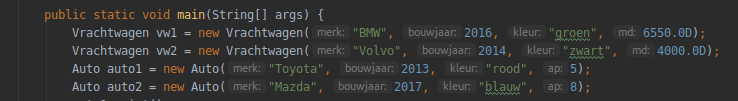 public static void main(String[] args) {
Vrachtwagen vw1 = new Vrachtwagen( merk: "BMW", bouwjaar: 2016, kleur: "groen", md: 6550.0D);
Vrachtwagen vw2 = new Vrachtwagen( merk: "Volvo", bouwjaar: 2014, kleur: "zwart", md: 4000.0D);
Auto auto1 = new Auto( merk: "Toyota", bouwjaar: 2013, kleur: "rood", ap: 5);
Auto auto2 = new Auto( merk: "Mazda", bouwjaar: 2017, kleur: "blauw", ap: 8);